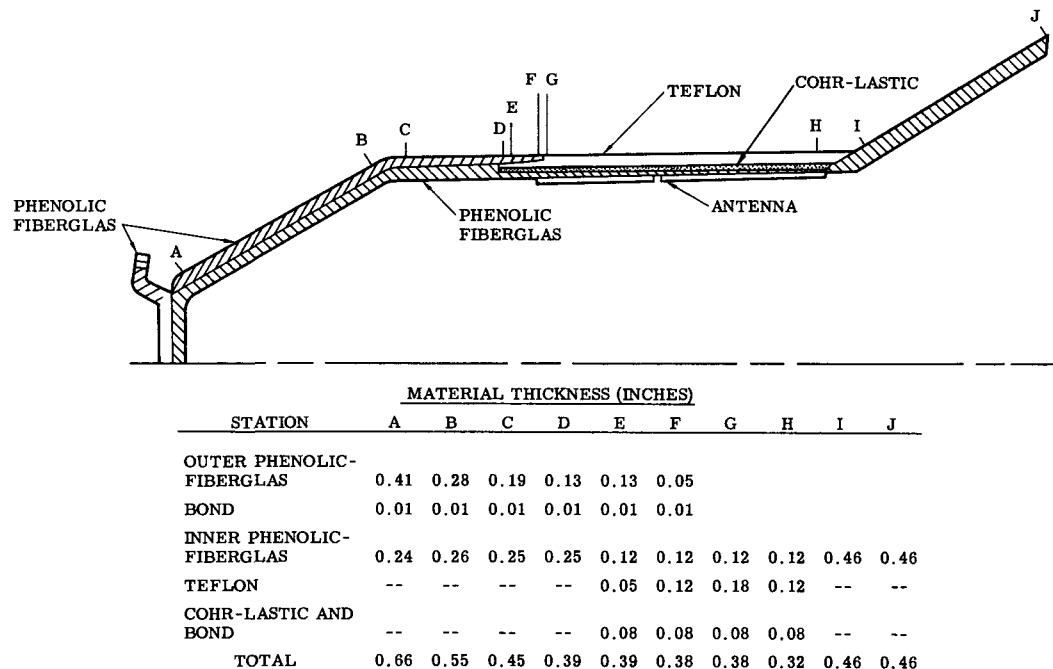 J
TEFLON
COHR-LASTIC
F G
E
D
H
I
C
B
PHENOLIC
FIBERGLAS
A
PHENOLIC
FIBERGLAS
ANTENNA
MATERIAL THICKNESS (INCHES)
STATION A B C D E F G H I J
OUTER PHENOLIC-
FIBERGLAS 0.41 0.28 0.19 0.13 0.13 0.05
BOND 0.01 0.01 0.01 0.01 0.01 0.01
INNER PHENOLIC-
FIBERGLAS 0.24 0.26 0.25 0.25 0.12 0.12 0.12 0.12 0.46 0.46
TEFLON -- -- -- -- 0.05 0.12 0.18 0.12 -- --
COHR-LASTIC AND
BOND -- -- -- -- 0.08 0.08 0.08 0.08 -- --
TOTAL 0.66 0.55 0.45 0.39 0.39 0.38 0.38 0.32 0.46 0.46